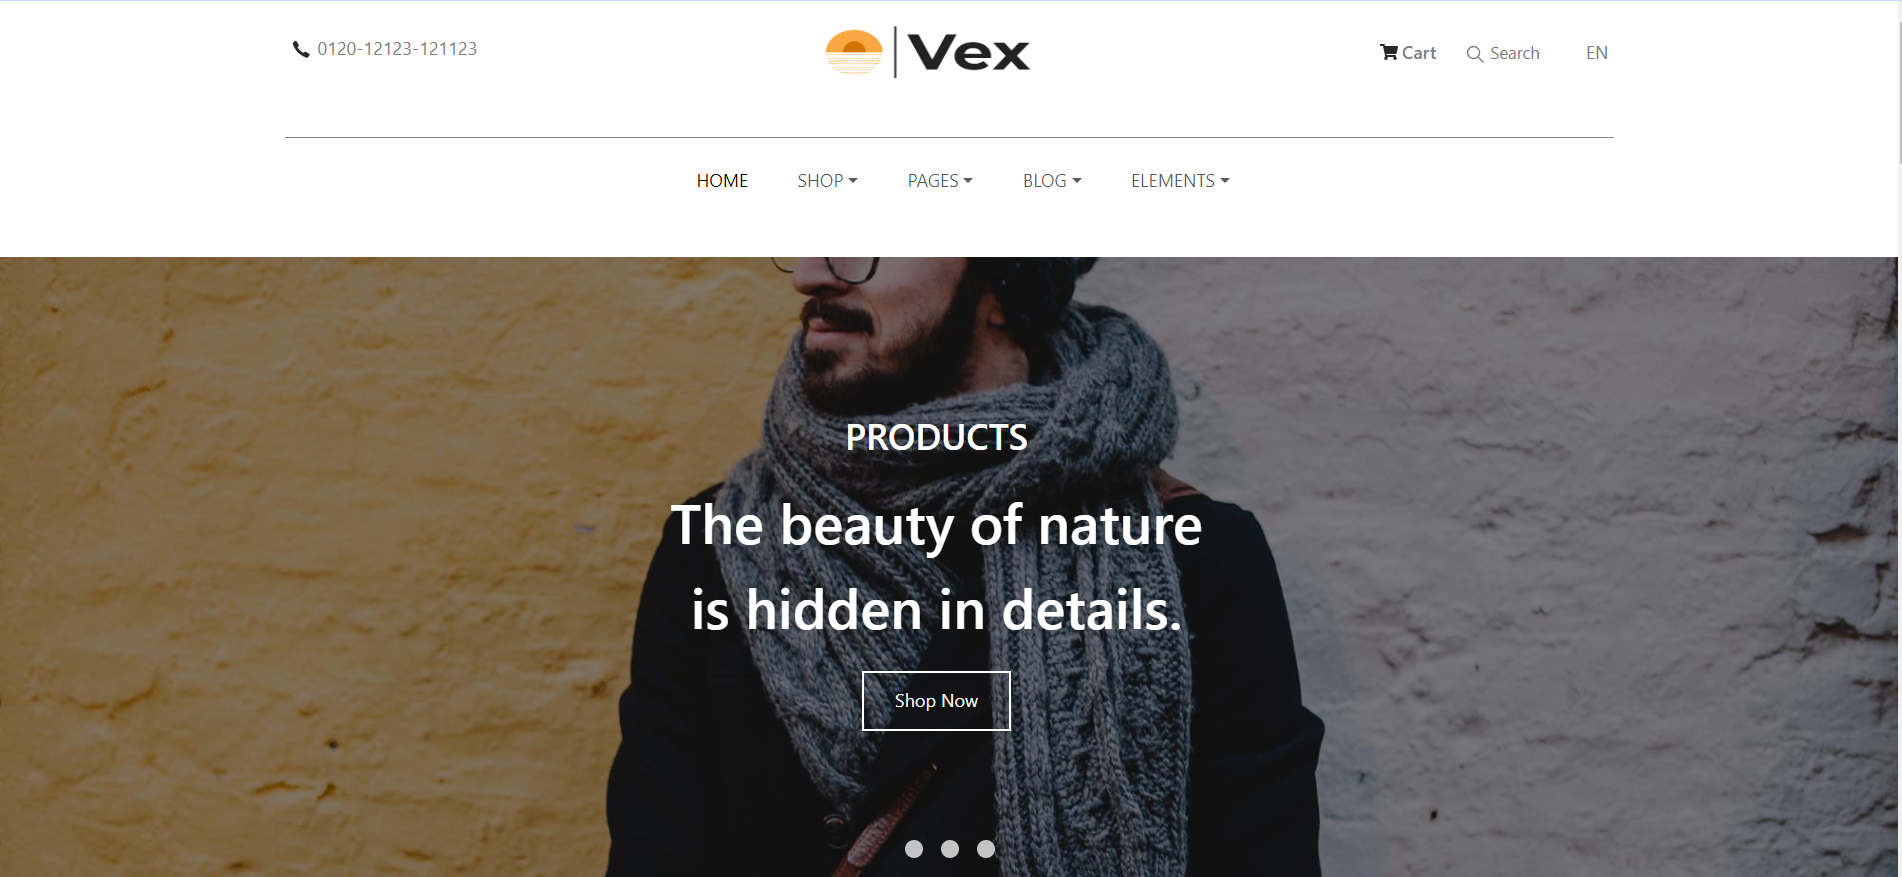 0120-12123-121123
Vex
Cart
Search
EN
HOME
SHOP
PAGES
BLOG
ELEMENTS
PRODUCTS
The beauty of nature
is hidden in details.
Shop Now